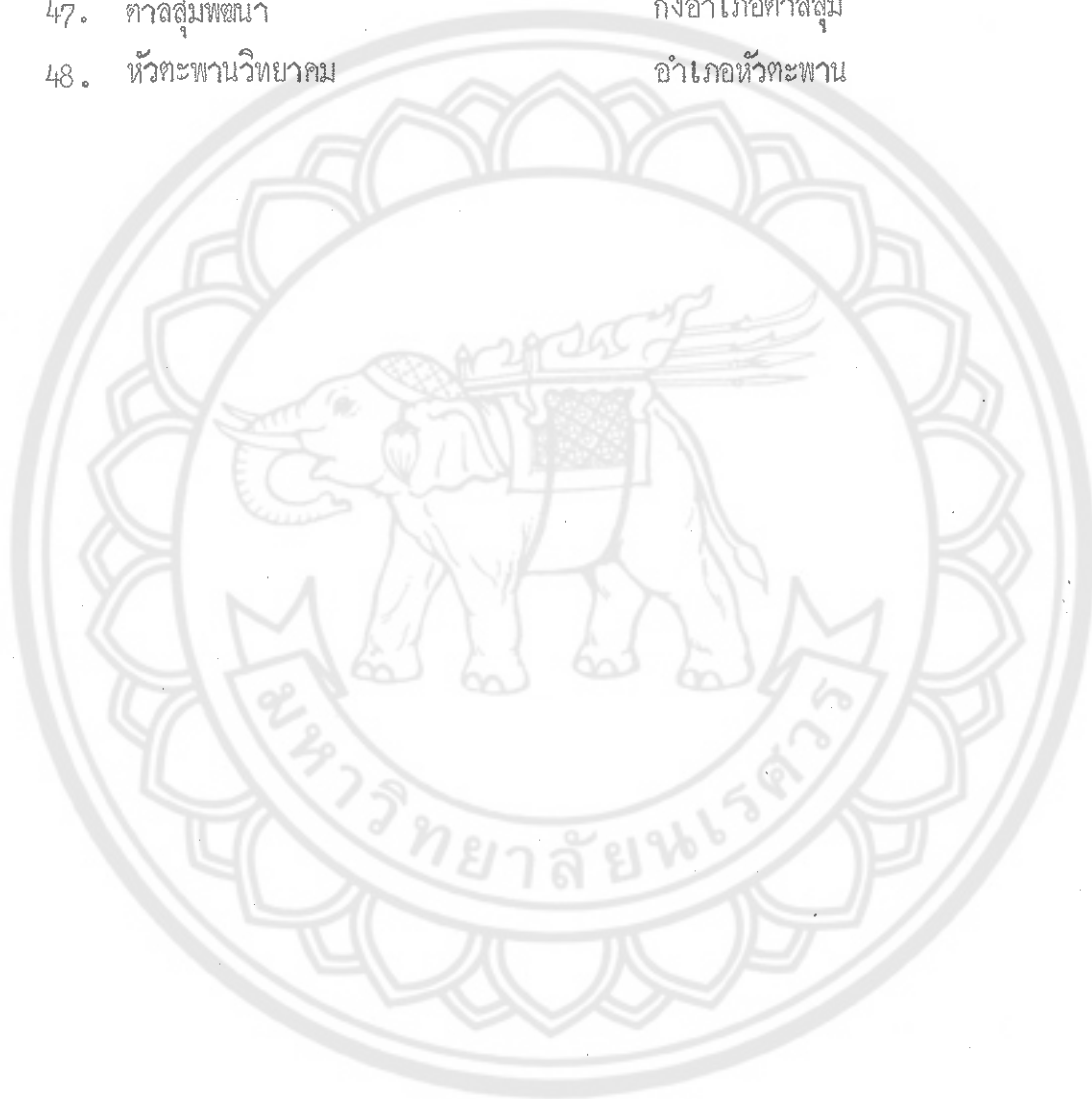 47. ตาลสุมพัฒนา กิ่งอำเภอตาลสุม
48. หัวตะพานวิทยาคม อำเภอหัวตะพาน
มหาวิทยาลัยนเรศวร